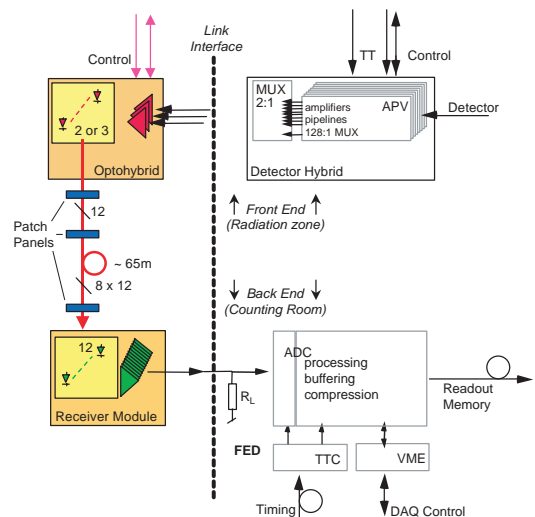 Link
Interface
Control
2 or 3
Optohybrid
TT
Control
MUX
2:1
APV
amplifiers
pipelines
128:1 MUX
Detector
Detector Hybrid
Patch
Panels
12
~ 65m
8 x 12
Front End
(Radiation zone)
Back End
(Counting Room)
12
Receiver Module
RL
ADC
processing
buffering
compression
Readout
Memory
FED
TTC
VME
Timing
DAQ Control